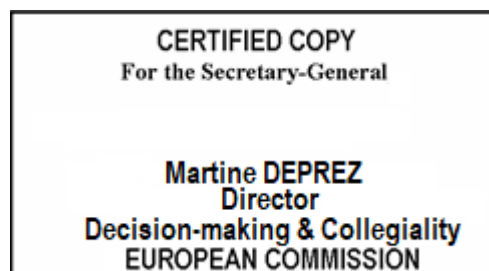 CERTIFIED COPY
For the Secretary-General
Martine DEPREZ
Director
Decision-making & Collegiality
EUROPEAN COMMISSION